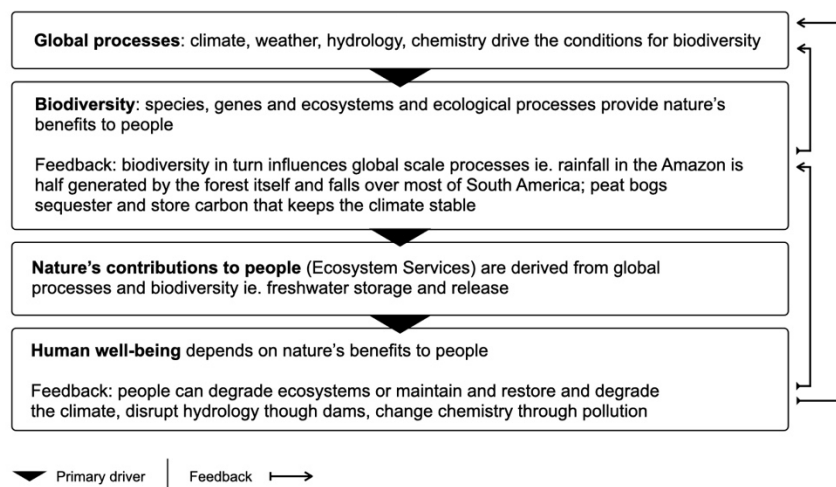 Global processes: climate, weather, hydrology, chemistry drive the conditions for biodiversity
Biodiversity: species, genes and ecosystems and ecological processes provide nature's
benefits to people
Feedback: biodiversity in turn influences global scale processes ie. rainfall in the Amazon is
half generated by the forest itself and falls over most of South America; peat bogs
sequester and store carbon that keeps the climate stable
Nature's contributions to people (Ecosystem Services) are derived from global
processes and biodiversity ie. freshwater storage and release
Human well-being depends on nature's benefits to people
Feedback: people can degrade ecosystems or maintain and restore and degrade
the climate, disrupt hydrology though dams, change chemistry through pollution
Primary driver
Feedback